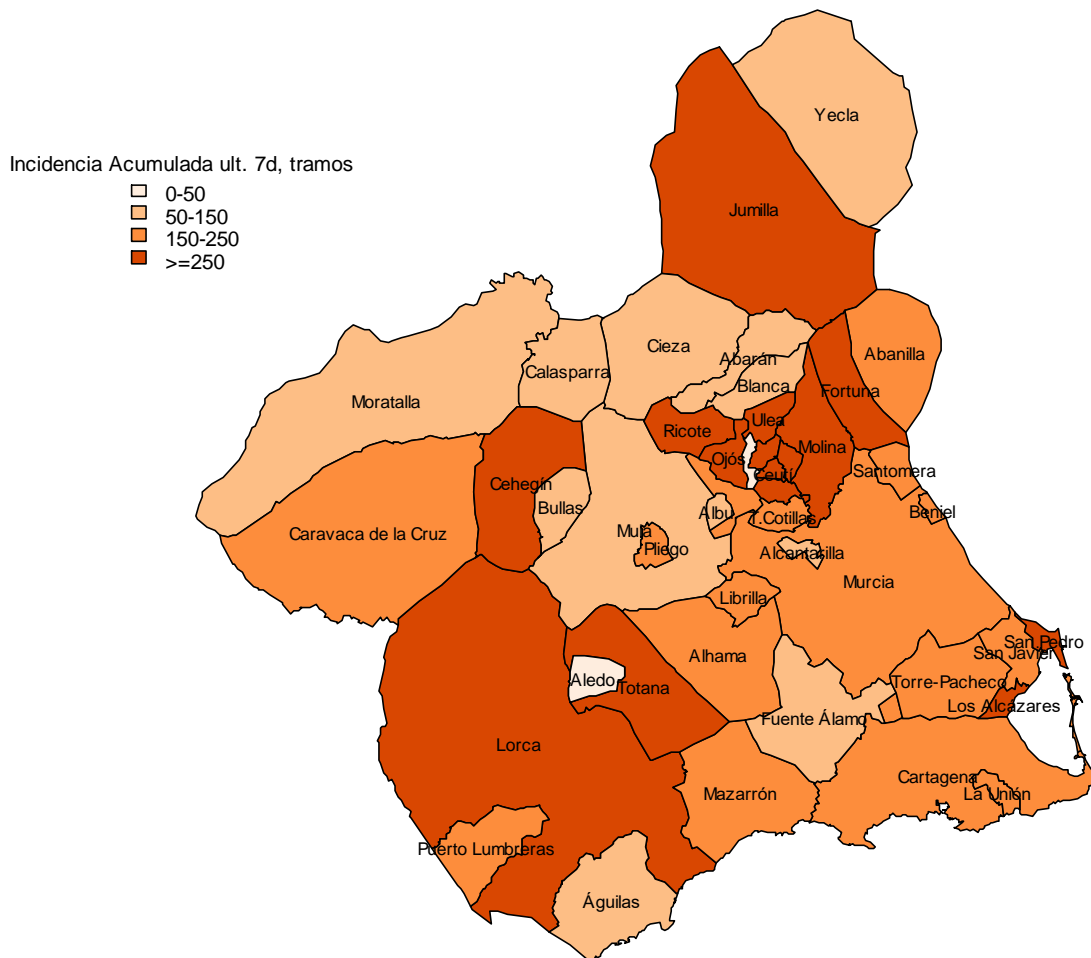 Yecla
Incidencia Acumulada ult. 7d, tramos
0-50
50-150
150-250
>=250
Jumilla
Cieza
Abarán
Abanilla
Calasparra
Blanca
Fortuna
Moratalla
Ulea
Ricote
Molina
Ojós
Santomera
Ceutí
Cehegín
Bullas
Albu
T.Cotillas
Beniel
Caravaca de la Cruz
Mula
Pliego
Alcantarilla
Murcia
Librilla
San Pedro
San Javier
Alhama
Aledo
Totana
Torre-Pacheco
Los Alcázares
Fuente Álamo
Lorca
Cartagena
Mazarrón
La Unión
Puerto Lumbreras
Águilas